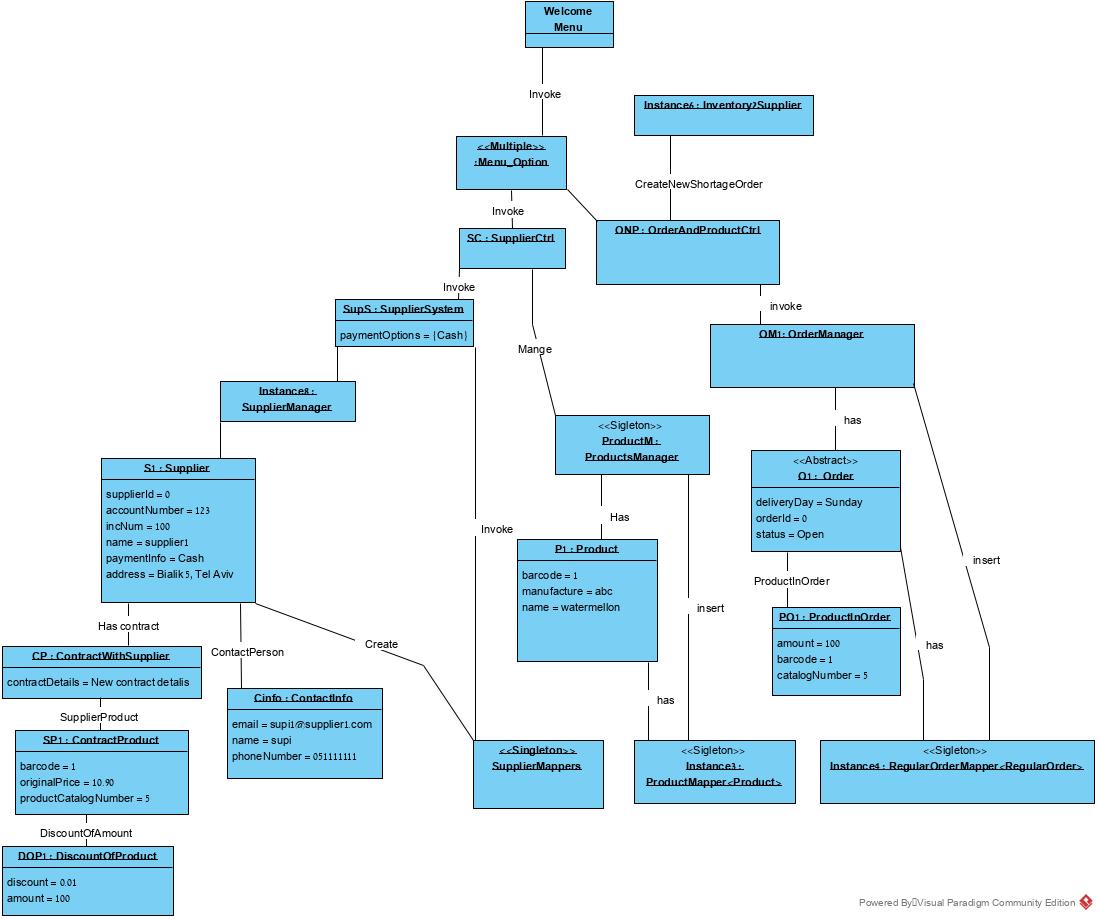 Welcome
Menu
Invoke
Instance6 : Inventory2Supplier
<<Multiple>>
:Menu_Option
CreateNewShortageOrder
Invoke
SC : SupplierCtrl
ONP : OrderAndProductCtrl
Invoke
SupS : SupplierSystem
paymentOptions = {Cash}
invoke
OM1: OrderManager
Mange
Instance8 :
SupplierManager
<<Sigleton>>
ProductM :
ProductsManager
has
<<Abstract>>
O1 : Order
deliveryDay = Sunday
orderId = 0
status = Open
S1 : Supplier
supplierId = 0
accountNumber = 123
incNum = 100
name = supplier1
paymentInfo = Cash
address = Bialik 5, Tel Aviv
Has
Invoke
P1 : Product
barcode = 1
manufacture = abc
name = watermellon
insert
ProductInOrder
insert
PO1 : ProductInOrder
amount = 100
barcode = 1
catalogNumber = 5
has
Has contract
ContactPerson
Create
CP : ContractWithSupplier
contractDetails = New contract detalis
Cinfo : ContactInfo
email = supi1@supplier1.com
name = supi
phoneNumber = 051111111
has
SupplierProduct
SP1 : ContractProduct
barcode = 1
originalPrice = 10.90
productCatalogNumber = 5
<<Singleton>>
SupplierMappers
<<Sigleton>>
Instance3 :
ProductMapper<Product>
<<Sigleton>>
Instance4 : RegularOrderMapper<RegularOrder>
DiscountOfAmount
DOP1 : DiscountOfProduct
discount = 0.01
amount = 100
Powered By Visual Paradigm Community Edition